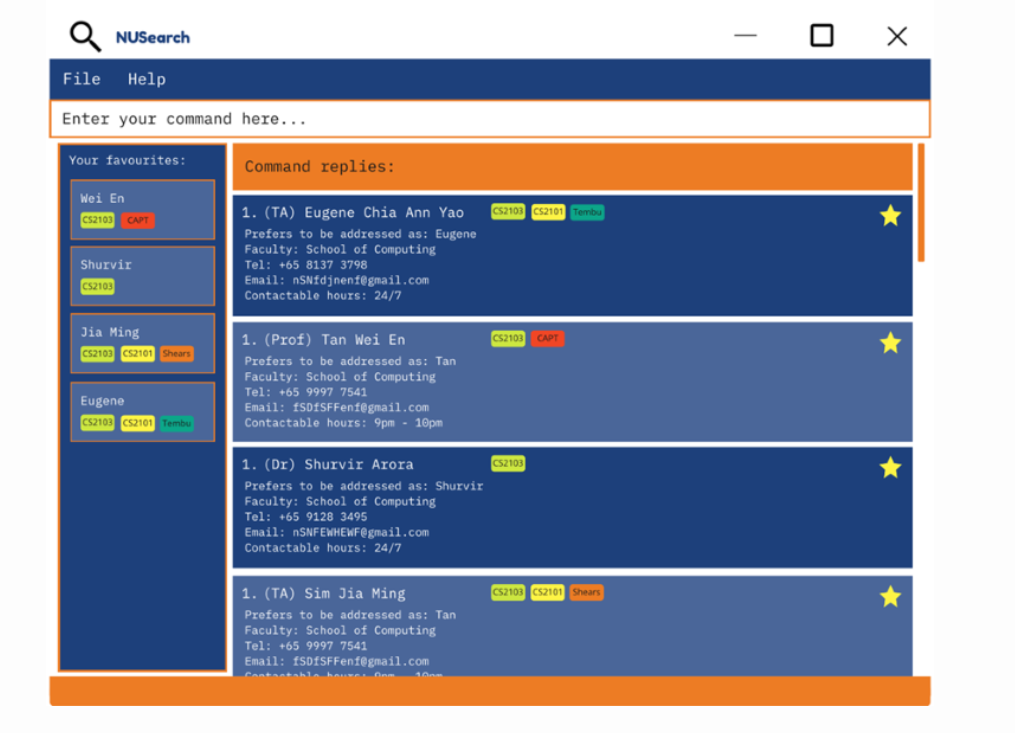 NUSearch
File Help
Enter your command here...
Your favourites:
Wei En
CS2103 CAPT
Shurvir
CS2103
Jia Ming
CS2103 CS2101 Shears
Eugene
CS2103 CS2101 Tembu
Command replies:
1. (TA) Eugene Chia Ann Yao CS2103 CS2101 Tembu
Prefers to be addressed as: Eugene
Faculty: School of Computing
Tel: +65 8137 3798
Email: nSNfdjnenf@gmail.com
Contactable hours: 24/7
1. (Prof) Tan Wei En CS2103 CAPT
Prefers to be addressed as: Tan
Faculty: School of Computing
Tel: +65 9997 7541
Email: fSDfSFFenf@gmail.com
Contactable hours: 9pm - 10pm
1. (Dr) Shurvir Arora CS2103
Prefers to be addressed as: Shurvir
Faculty: School of Computing
Tel: +65 9128 3495
Email: nSNFEWHEWF@gmail.com
Contactable hours: 24/7
1. (TA) Sim Jia Ming CS2103 CS2101 Shears
Prefers to be addressed as: Tan
Faculty: School of Computing
Tel: +65 9997 7541
Email: fSDfSFFenf@gmail.com
Contactable hours: 9pm - 10pm